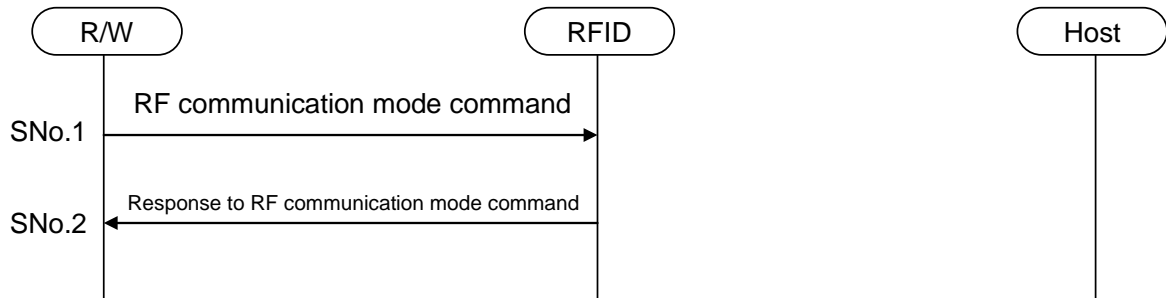 R/W
RFID
Host
RF communication mode command
SNo.1
Response to RF communication mode command
SNo.2